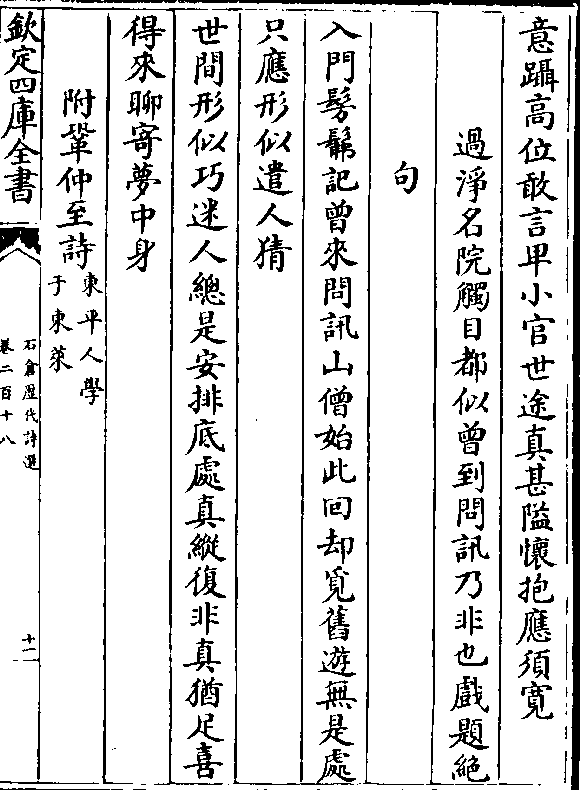 意躡高位敢言卑小官世途真甚隘懷抱應須寛
過淨名院觸目都似曾到問訊乃非也戲題絶
句
入門髣髴記曾來問訊山僧始此回却覓舊遊無是處
只應形似遣人猜
世間形似巧迷人總是安排底處真縱復非真猶足喜
得來聊寄夢中身
附鞏仲至詩
東平人學
于東萊
欽定四庫全書
石倉歴代詩選
卷二百十八
十一